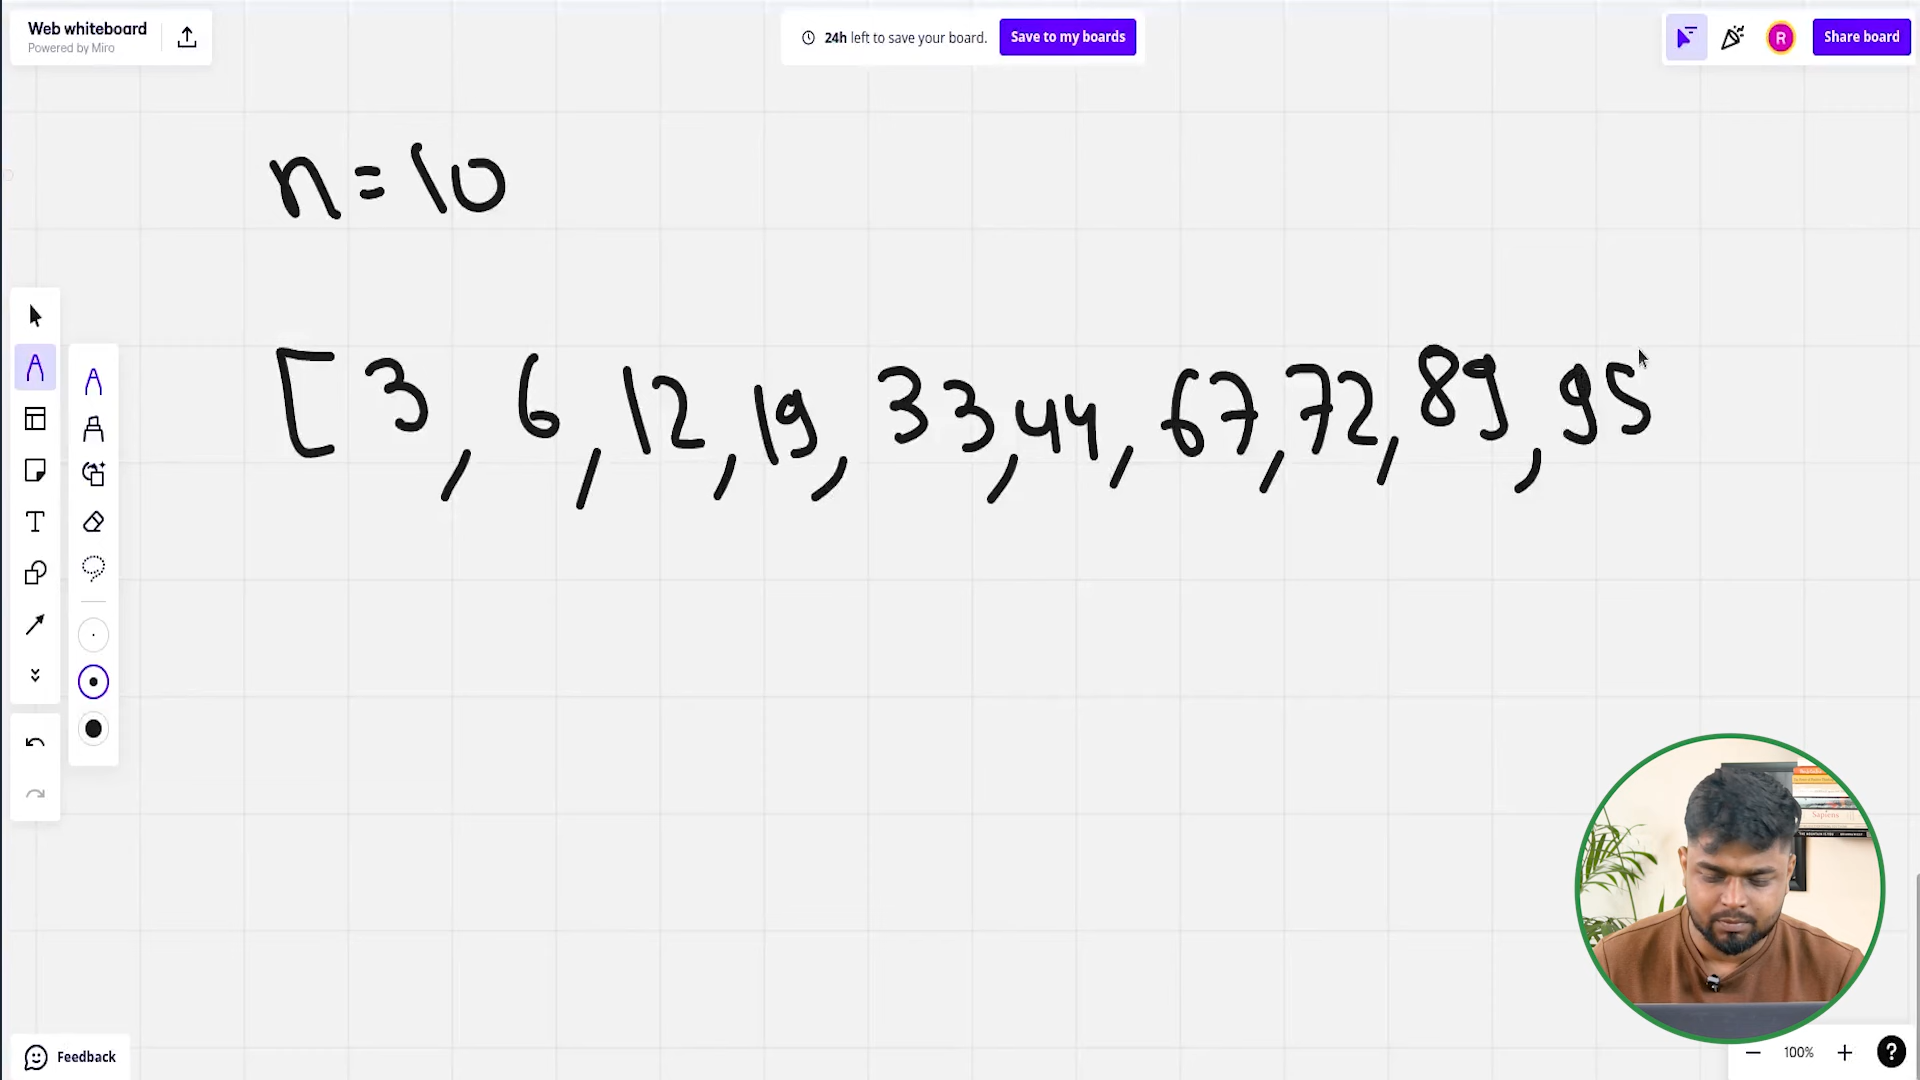 Web whiteboard
Powered by Miro
24h left to save your board.
Save to my boards
R
Share board
n=10
[3, 6, 12, 19, 33, 44, 67, 72, 89, 95
T
Sapiens
Feedback
100%
?